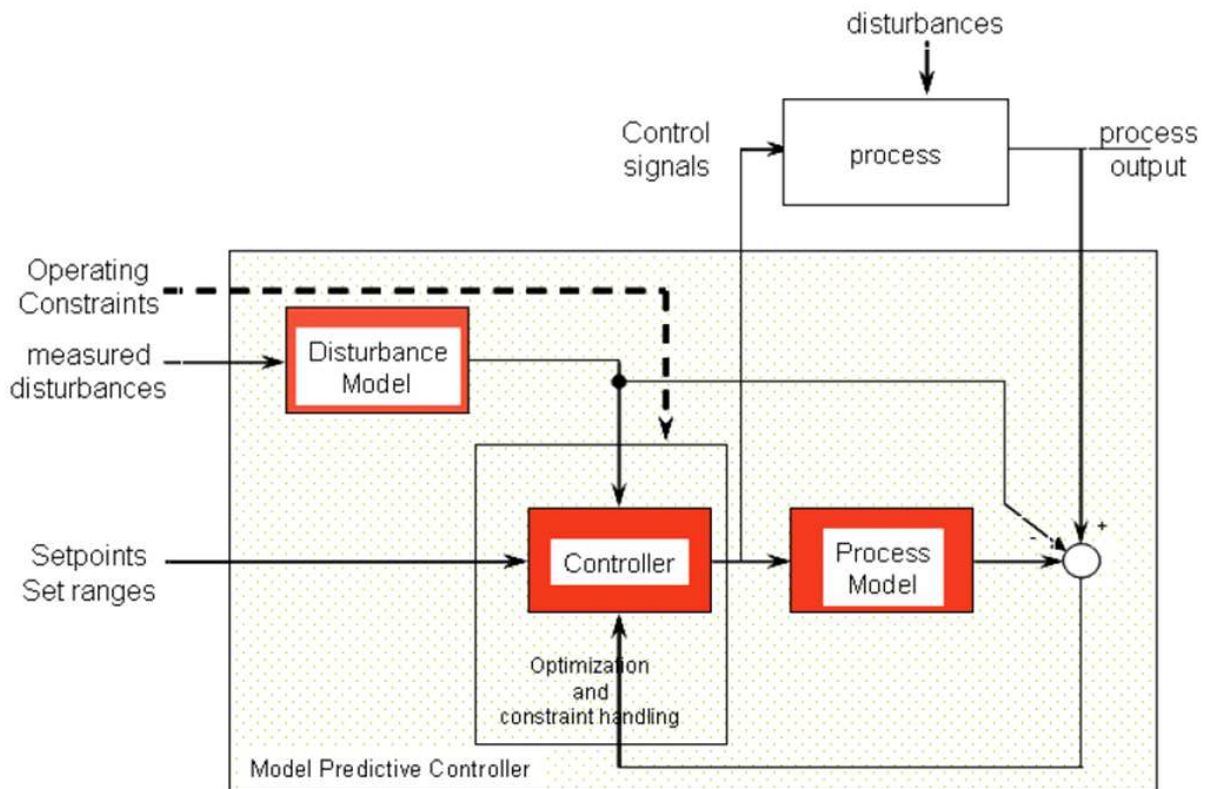 disturbances
Control
signals
process
process
output
Operating
Constraints
measured
disturbances
Disturbance
Model
+
-
Setpoints
Set ranges
Controller
Process
Model
Optimization
and
constraint handling
Model Predictive Controller